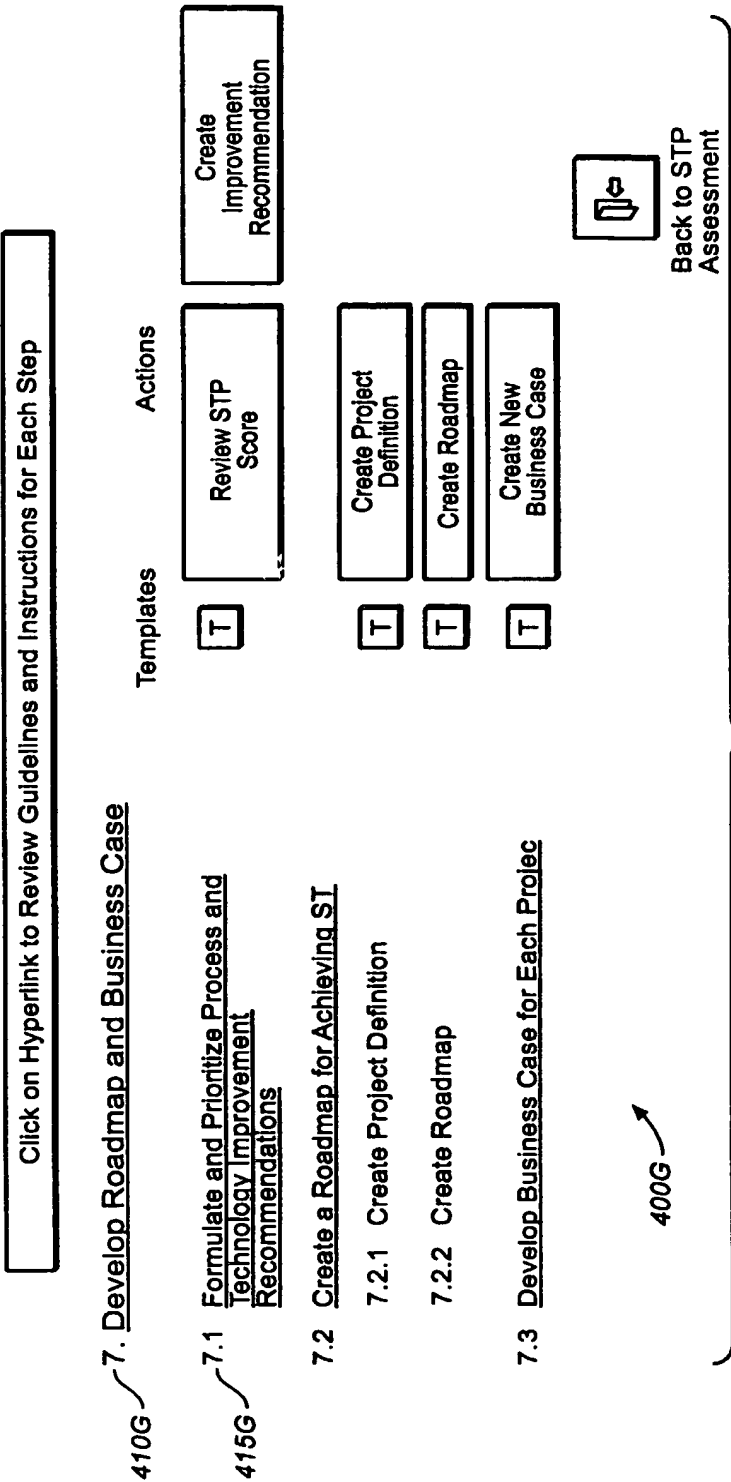 Click on Hyperlink to Review Guidelines and Instructions for Each Step
Templates
Actions
410G
7. Develop Roadmap and Business Case
415G
7.1 Formulate and Prioritize Process and
Technology Improvement
Recommendations
T
Review STP
Score
Create
Improvement
Recommendation
7.2 Create a Roadmap for Achieving ST
7.2.1 Create Project Definition
T
Create Project
Definition
7.2.2 Create Roadmap
T
Create Roadmap
7.3 Develop Business Case for Each Projec
T
Create New
Business Case
400G
Back to STP
Assessment